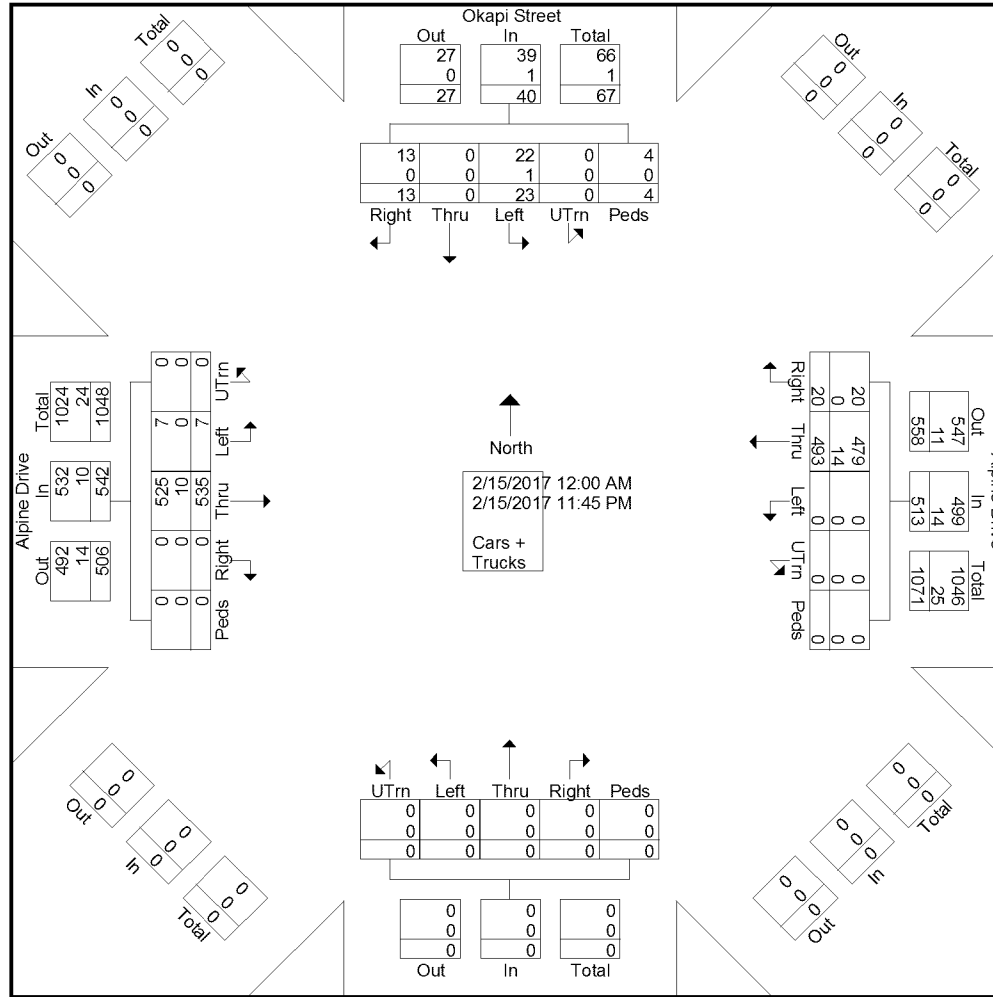 Okapi Street
Out In Total
27 39 66
0 1 1
27 40 67
13 0 22 0 4
0 0 1 0 0
13 0 23 0 4
Right Thru Left UTrn Peds
Total
0
0
0
In
0
0
0
Out
0
0
0
Out
0
0
0
In
0
0
0
Total
0
0
0
Alpine Drive
Out In Total
492 532 1024
14 10 24
506 542 1048
Peds Right Thru Left UTrn
0 0 525 7 0
0 0 10 0 0
0 0 535 7 0
North
2/15/2017 12:00 AM
2/15/2017 11:45 PM
Cars +
Trucks
Right Thru Left UTrn Peds
20 479 0 0 0
0 14 0 0 0
20 493 0 0 0
Out In Total
547 499 1046
11 14 25
558 513 1071
UTrn Left Thru Right Peds
0 0 0 0 0
0 0 0 0 0
0 0 0 0 0
0 0 0
0 0 0
0 0 0
Out In Total
0
0
0
Out
0
0
0
In
0
0
0
Total
0
0
0
Total
0
0
0
In
0
0
0
Out